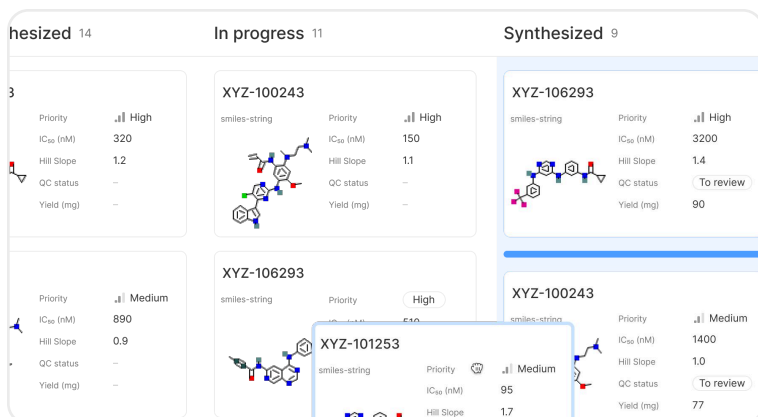 hesized 14
In progress 11
Synthesized 9
3
Priority High
IC₅₀ (nM) 320
Hill Slope 1.2
QC status –
Yield (mg) –
XYZ-100243
smiles-string
Priority High
IC₅₀ (nM) 150
Hill Slope 1.1
QC status –
Yield (mg) –
XYZ-106293
smiles-string
Priority High
IC₅₀ (nM) 3200
Hill Slope 1.4
QC status To review
Yield (mg) 90
Priority Medium
IC₅₀ (nM) 890
Hill Slope 0.9
QC status –
Yield (mg) –
XYZ-106293
smiles-string
Priority High
XYZ-101253
smiles-string
Priority Medium
IC₅₀ (nM) 95
Hill Slope 1.7
XYZ-100243
smiles-string
Priority Medium
IC₅₀ (nM) 1400
Hill Slope 1.0
QC status To review
Yield (mg) 77